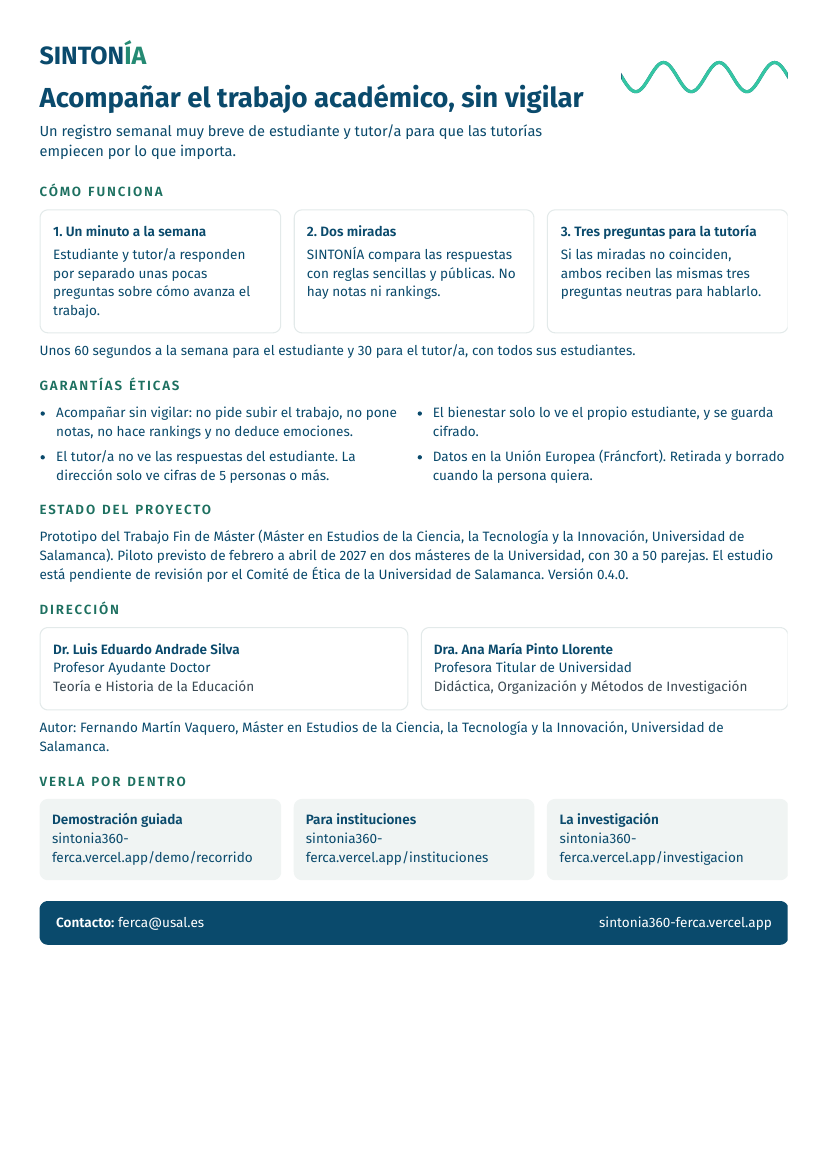 SINTONÍA
Acompañar el trabajo académico, sin vigilar
Un registro semanal muy breve de estudiante y tutor/a para que las tutorías
empiecen por lo que importa.
CÓMO FUNCIONA
1. Un minuto a la semana
Estudiante y tutor/a responden
por separado unas pocas
preguntas sobre cómo avanza el
trabajo.
2. Dos miradas
SINTONÍA compara las respuestas
con reglas sencillas y públicas. No
hay notas ni rankings.
3. Tres preguntas para la tutoría
Si las miradas no coinciden,
ambos reciben las mismas tres
preguntas neutras para hablarlo.
Unos 60 segundos a la semana para el estudiante y 30 para el tutor/a, con todos sus estudiantes.
GARANTÍAS ÉTICAS
• Acompañar sin vigilar: no pide subir el trabajo, no pone
notas, no hace rankings y no deduce emociones.
• El tutor/a no ve las respuestas del estudiante. La
dirección solo ve cifras de 5 personas o más.
• El bienestar solo lo ve el propio estudiante, y se guarda
cifrado.
• Datos en la Unión Europea (Fráncfort). Retirada y borrado
cuando la persona quiera.
ESTADO DEL PROYECTO
Prototipo del Trabajo Fin de Máster (Máster en Estudios de la Ciencia, la Tecnología y la Innovación, Universidad de
Salamanca). Piloto previsto de febrero a abril de 2027 en dos másteres de la Universidad, con 30 a 50 parejas. El estudio
está pendiente de revisión por el Comité de Ética de la Universidad de Salamanca. Versión 0.4.0.
DIRECCIÓN
Dr. Luis Eduardo Andrade Silva
Profesor Ayudante Doctor
Teoría e Historia de la Educación
Dra. Ana María Pinto Llorente
Profesora Titular de Universidad
Didáctica, Organización y Métodos de Investigación
Autor: Fernando Martín Vaquero, Máster en Estudios de la Ciencia, la Tecnología y la Innovación, Universidad de
Salamanca.
VERLA POR DENTRO
Demostración guiada
sintonia360-
ferca.vercel.app/demo/recorrido
Para instituciones
sintonia360-
ferca.vercel.app/instituciones
La investigación
sintonia360-
ferca.vercel.app/investigacion
Contacto: ferca@usal.es
sintonia360-ferca.vercel.app